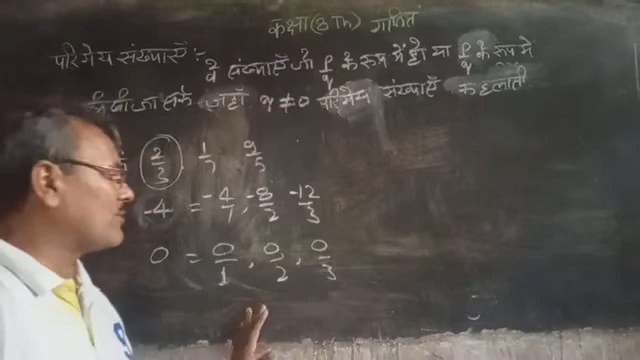 कक्षा (8 Th) गणित
परिमेय संख्याएँ :- वे संख्याएँ जो p/q के रूप में हो या p/q के रूप में
जा सके जहाँ q ≠ 0 परिमेय संख्याएँ कहलाती
2/3, 1/7, 9/5
-4 = -4/1, -8/2, -12/3
0 = 0/1, 0/2, 0/3